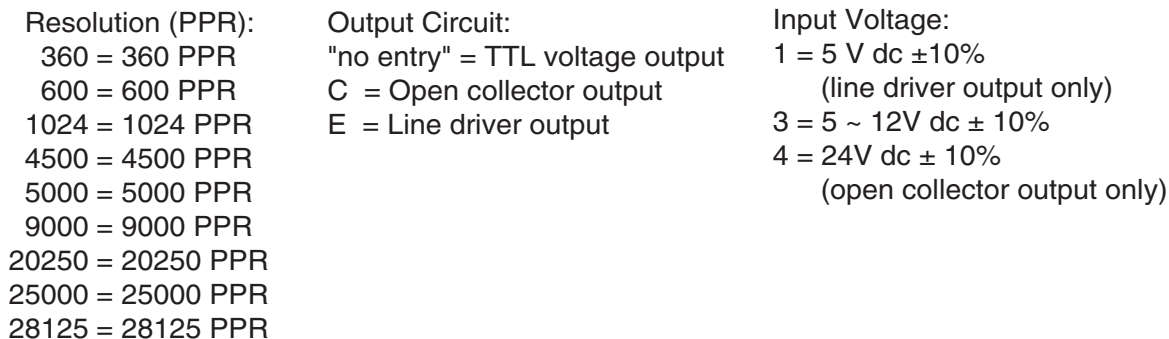 Resolution (PPR):
360 = 360 PPR
600 = 600 PPR
1024 = 1024 PPR
4500 = 4500 PPR
5000 = 5000 PPR
9000 = 9000 PPR
20250 = 20250 PPR
25000 = 25000 PPR
28125 = 28125 PPR
Output Circuit:
"no entry" = TTL voltage output
C = Open collector output
E = Line driver output
Input Voltage:
1 = 5 V dc ±10%
(line driver output only)
3 = 5 ~ 12V dc ± 10%
4 = 24V dc ± 10%
(open collector output only)